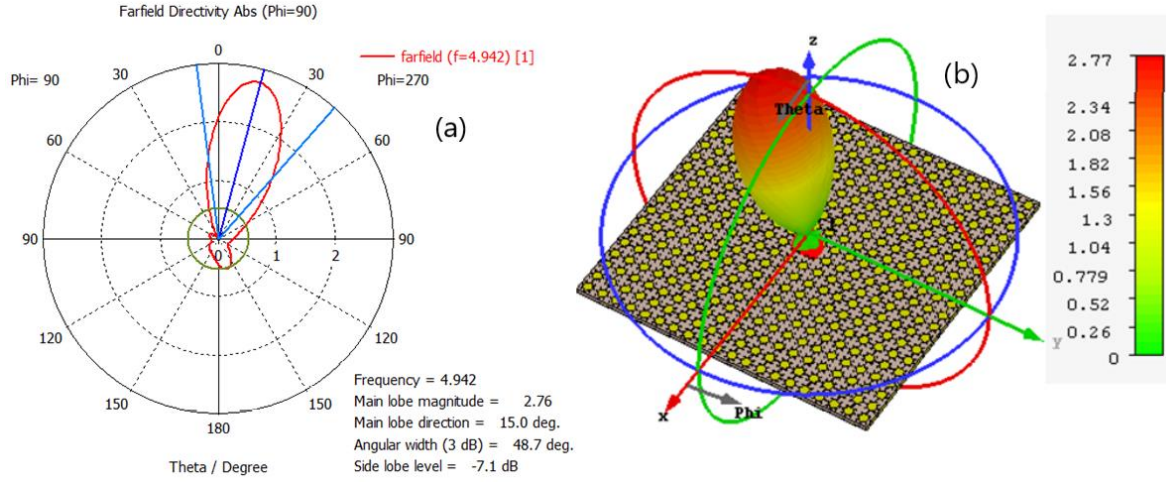 Farfield Directivity Abs (Phi=90)
0
farfield (f=4.942) [1]
Phi= 90
30
30
Phi=270
60
60
(a)
90
0
1
2
90
120
120
150
150
180
Theta / Degree
Frequency = 4.942
Main lobe magnitude = 2.76
Main lobe direction = 15.0 deg.
Angular width (3 dB) = 48.7 deg.
Side lobe level = -7.1 dB
z
(b)
Theta
y
x
Phi
2.77
2.34
2.08
1.82
1.56
1.3
1.04
0.779
0.52
0.26
0